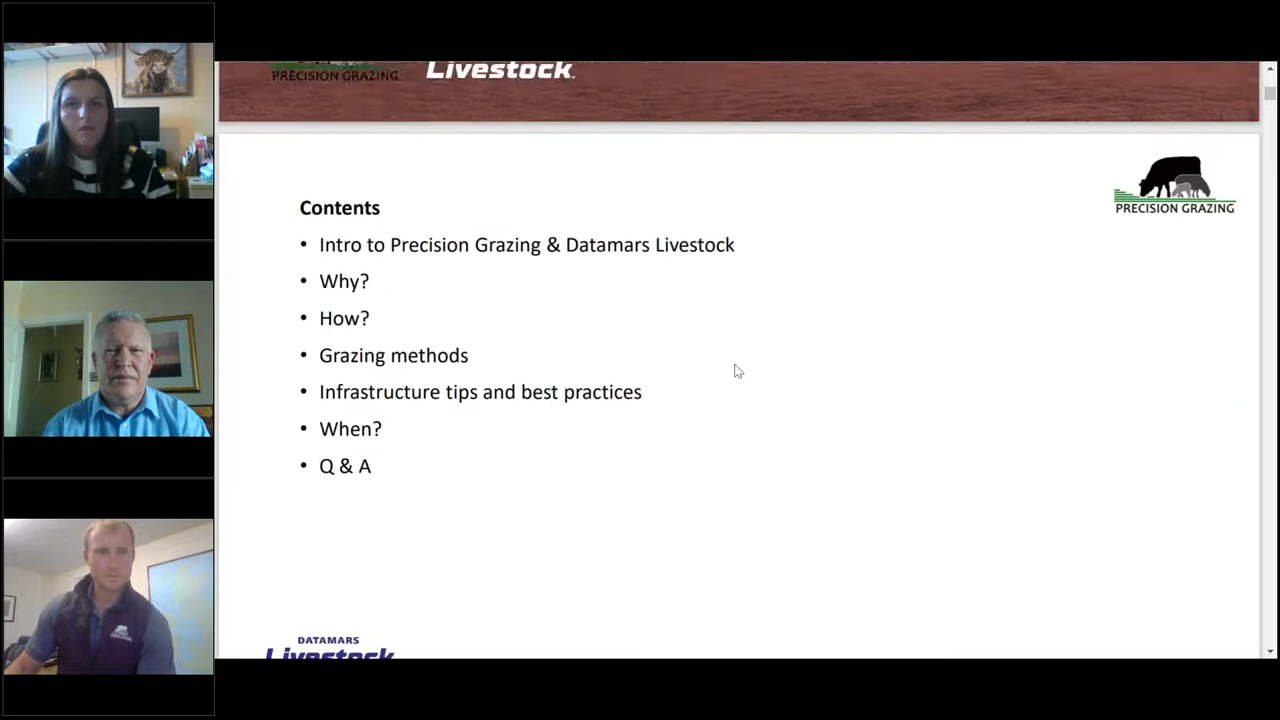 PRECISION GRAZING
Livestock
PRECISION GRAZING
Contents
• Intro to Precision Grazing & Datamars Livestock
• Why?
• How?
• Grazing methods
• Infrastructure tips and best practices
• When?
• Q & A
DATAMARS
Livestock